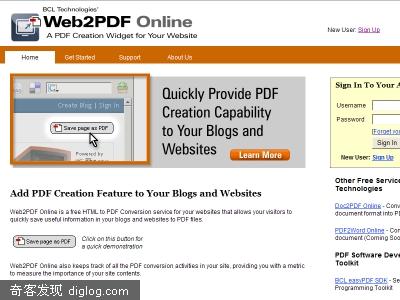 BCL Technologies'
Web2PDF Online
A PDF Creation Widget for Your Website
New User: Sign Up
Home
Get Started
Support
About Us
Create Blog | Sign In
Save page as PDF
Powered by
Quickly Provide PDF
Creation Capability
to Your Blogs and
Websites
Learn More
Sign In To Your A
Username
Password
Forget yo
Sign In
New User: Sign Up
Add PDF Creation Feature to Your Blogs and Websites
Web2PDF Online is a free HTML to PDF Conversion service for your websites that allows your visitors to
quickly save useful information in your blogs and websites to PDF files.
Save page as PDF
Click on this button for
a quick demonstration
Web2PDF Online also keeps track of all the PDF conversion activities in your site, providing you with a metric
to measure the importance of your site contents.
Other Free Service
Technologies
Doc2PDF Online - Conv
document format into PD
PDF2Word Online - Con
document (Coming Soon
PDF Software Deve
Toolkit
BCL easyPDF SDK - Se
Programming Toolkit
奇客发现 diglog.com